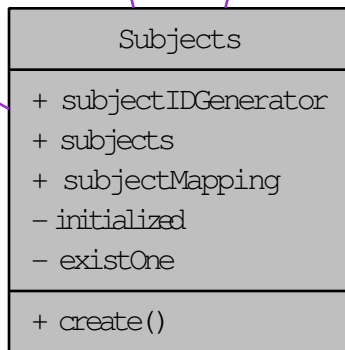 Subjects
+ subjectIDGenerator
+ subjects
+ subjectMapping
- initialized
- existOne
+ create()